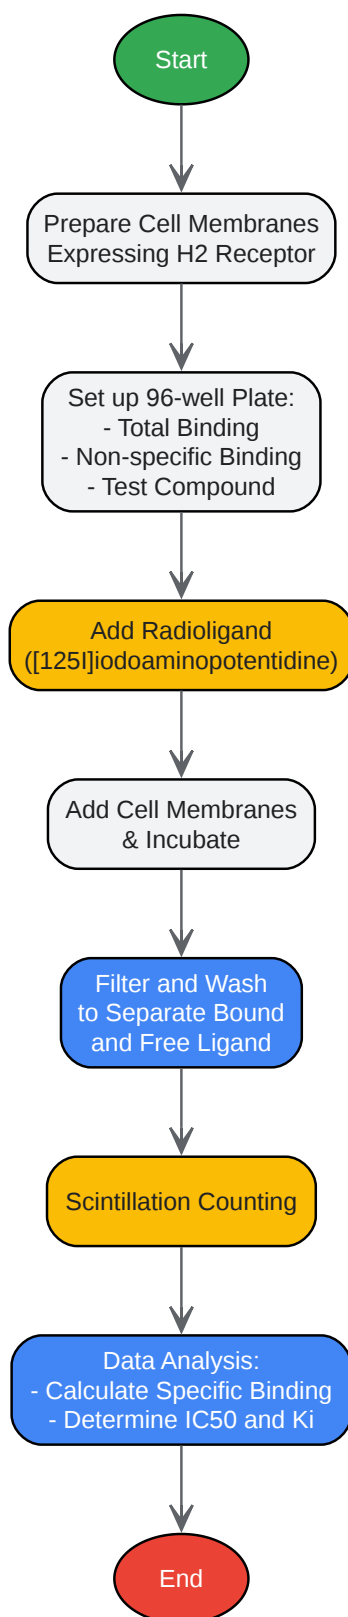 Start
Prepare Cell Membranes
Expressing H2 Receptor
Set up 96-well Plate:
- Total Binding
- Non-specific Binding
- Test Compound
Add Radioligand
([125I]iodoaminopotentidine)
Add Cell Membranes
& Incubate
Filter and Wash
to Separate Bound
and Free Ligand
Scintillation Counting
Data Analysis:
- Calculate Specific Binding
- Determine IC50 and Ki
End